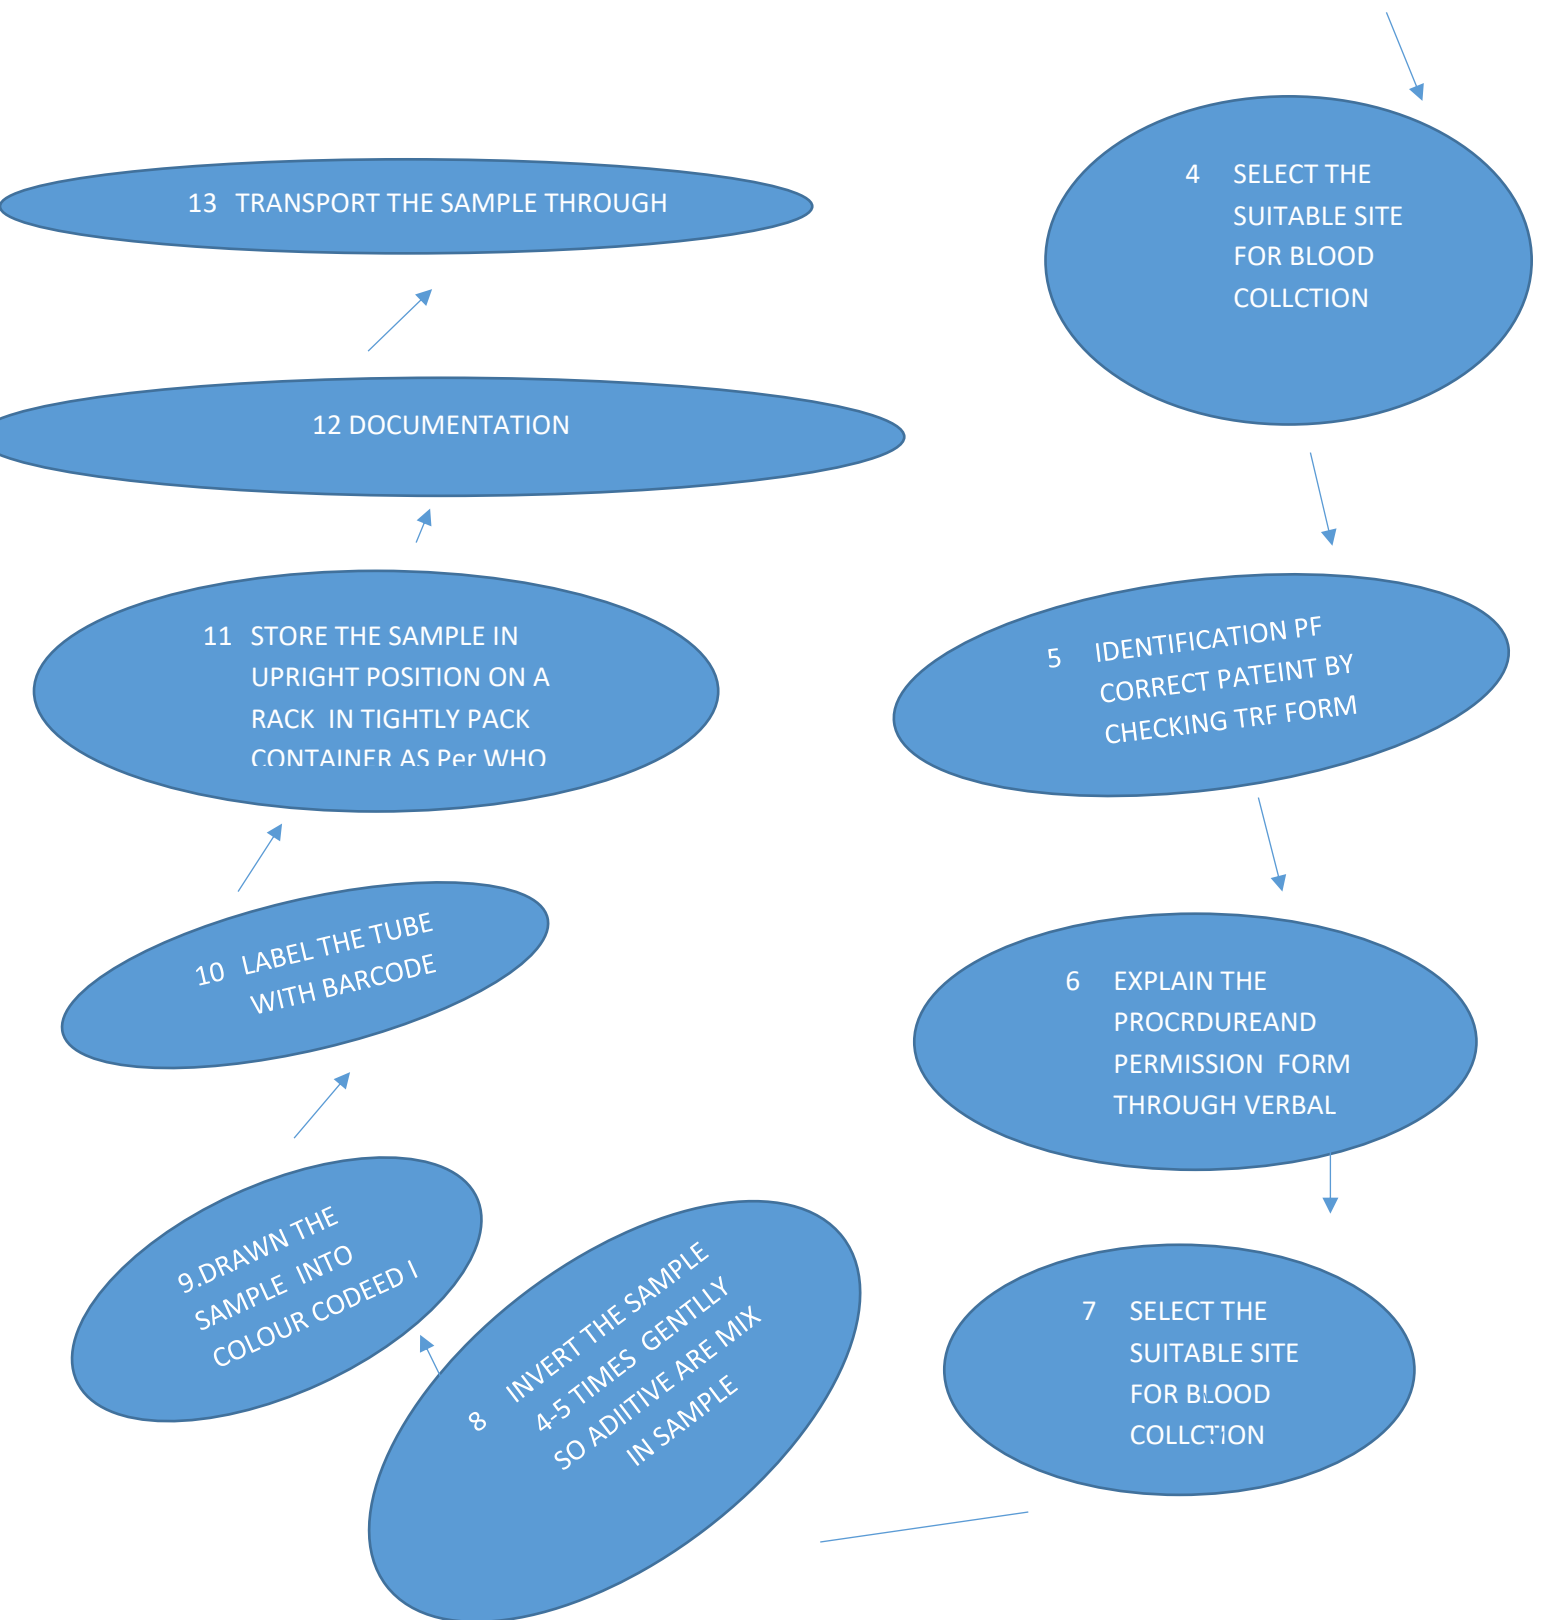 4 SELECT THE
SUITABLE SITE
FOR BLOOD
COLLCTION
5 IDENTIFICATION PF
CORRECT PATEINT BY
CHECKING TRF FORM
6 EXPLAIN THE
PROCRDUREAND
PERMISSION FORM
THROUGH VERBAL
7 SELECT THE
SUITABLE SITE
FOR BLOOD
COLLCTION
8 INVERT THE SAMPLE
4-5 TIMES GENTLLY
SO ADIITIVE ARE MIX
IN SAMPLE
9.DRAWN THE
SAMPLE INTO
COLOUR CODEED I
10 LABEL THE TUBE
WITH BARCODE
11 STORE THE SAMPLE IN
UPRIGHT POSITION ON A
RACK IN TIGHTLY PACK
CONTAINER AS Per WHO
12 DOCUMENTATION
13 TRANSPORT THE SAMPLE THROUGH